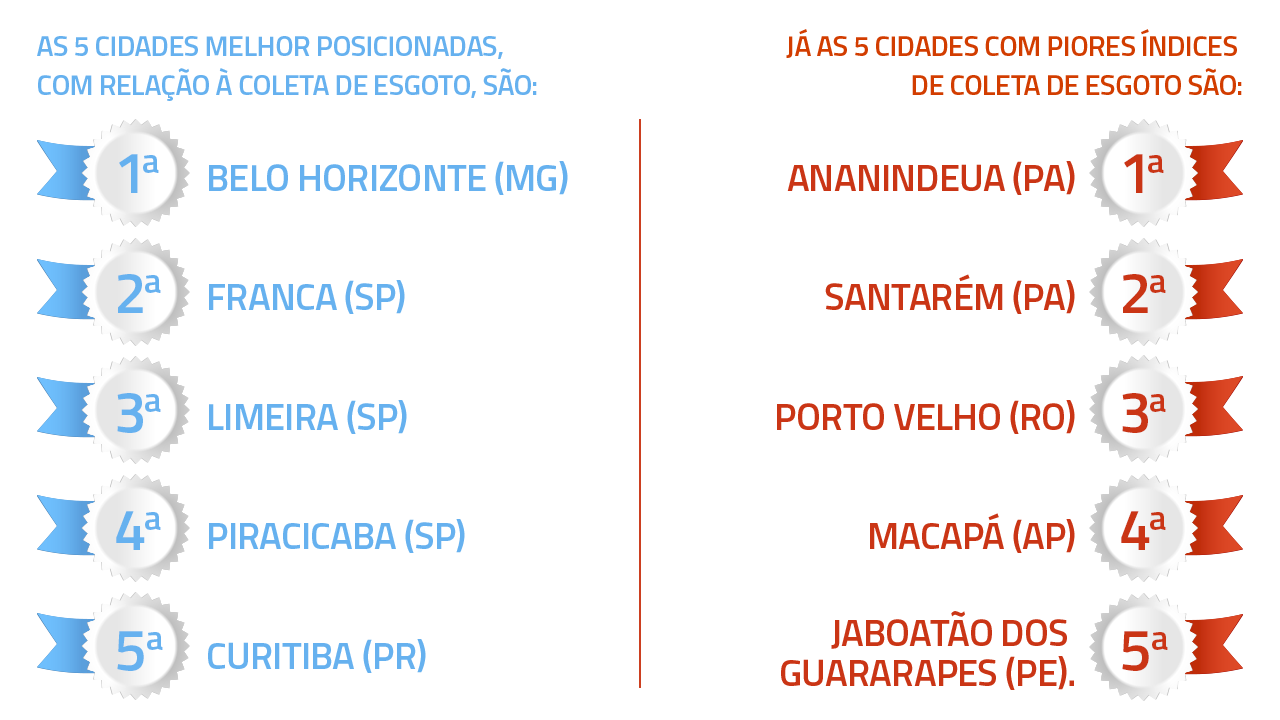 AS 5 CIDADES MELHOR POSICIONADAS,
COM RELAÇÃO À COLETA DE ESGOTO, SÃO:
1ª BELO HORIZONTE (MG)
2ª FRANCA (SP)
3ª LIMEIRA (SP)
4ª PIRACICABA (SP)
5ª CURITIBA (PR)
JÁ AS 5 CIDADES COM PIORES ÍNDICES
DE COLETA DE ESGOTO SÃO:
ANANINDEUA (PA) 1ª
SANTARÉM (PA) 2ª
PORTO VELHO (RO) 3ª
MACAPÁ (AP) 4ª
JABOATÃO DOS
GUARARAPES (PE). 5ª